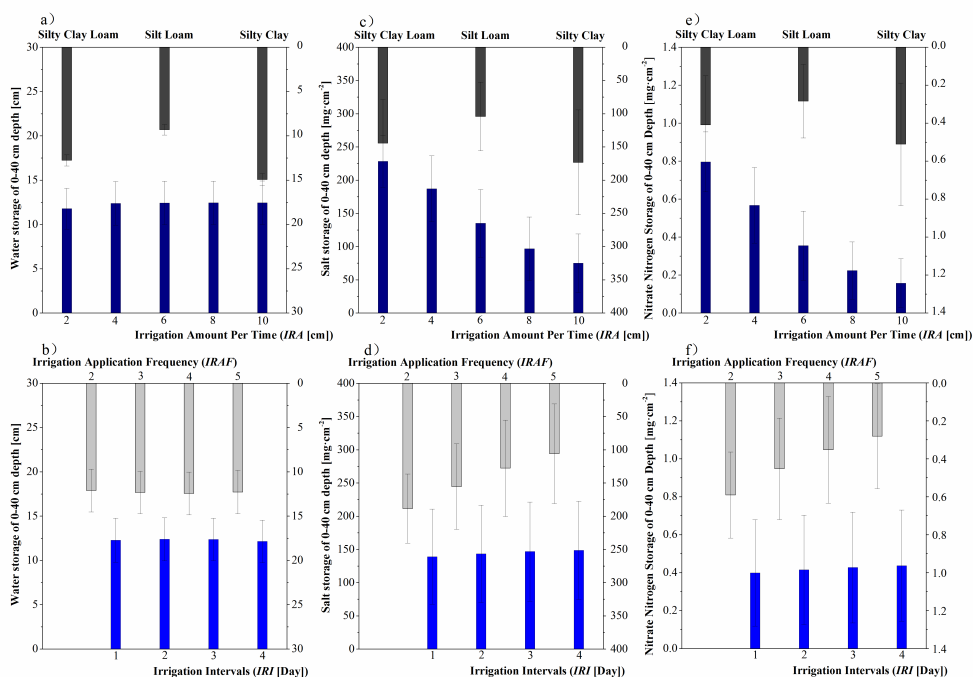 a）
Silty Clay Loam Silt Loam Silty Clay
Water storage of 0-40 cm depth [cm]
30 25 20 15 10 5 0
0 5 10 15 20 25 30
2 4 6 8 10
Irrigation Amount Per Time (IRA [cm])
c）
Silty Clay Loam Silt Loam Silty Clay
Salt storage of 0-40 cm depth [mg·cm-2]
400 350 300 250 200 150 100 50 0
0 50 100 150 200 250 300 350 400
2 4 6 8 10
Irrigation Amount Per Time (IRA [cm])
e）
Silty Clay Loam Silt Loam Silty Clay
Nitrate Nitrogen Storage of 0-40 cm Depth [mg·cm-2]
1.4 1.2 1.0 0.8 0.6 0.4 0.2 0.0
0.0 0.2 0.4 0.6 0.8 1.0 1.2 1.4
2 4 6 8 10
Irrigation Amount Per Time (IRA [cm])
b）
Irrigation Application Frequency (IRAF)
2 3 4 5
Water storage of 0-40 cm depth [cm]
30 25 20 15 10 5 0
0 5 10 15 20 25 30
1 2 3 4
Irrigation Intervals (IRI [Day])
d）
Irrigation Application Frequency (IRAF)
2 3 4 5
Salt storage of 0-40 cm depth [mg·cm-2]
400 350 300 250 200 150 100 50 0
0 50 100 150 200 250 300 350 400
1 2 3 4
Irrigation Intervals (IRI [Day])
f）
Irrigation Application Frequency (IRAF)
2 3 4 5
Nitrate Nitrogen Storage of 0-40 cm Depth [mg·cm-2]
1.4 1.2 1.0 0.8 0.6 0.4 0.2 0.0
0.0 0.2 0.4 0.6 0.8 1.0 1.2 1.4
1 2 3 4
Irrigation Intervals (IRI [Day])